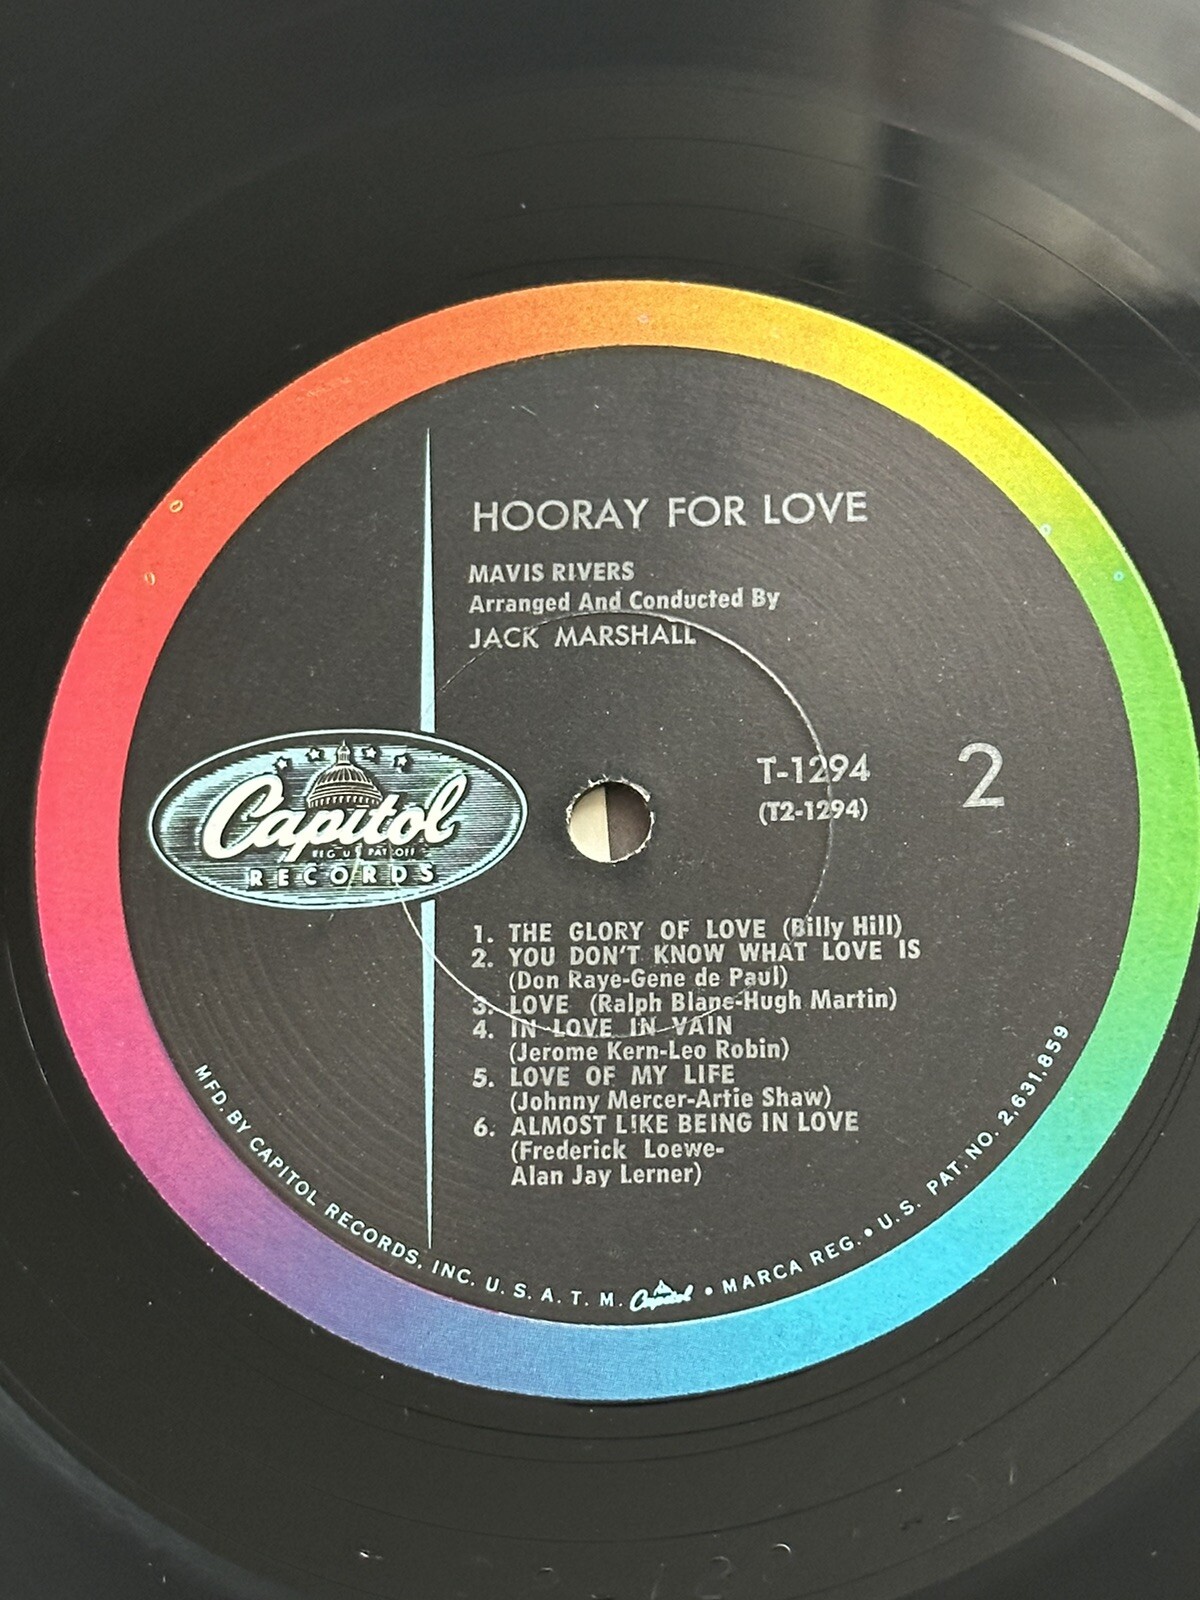 HOORAY FOR LOVE
MAVIS RIVERS
Arranged And Conducted By
JACK MARSHALL
T-1294
(T2-1294)
2
Capitol
REG U.S. PAT. OFF.
RECORDS
1. THE GLORY OF LOVE (Billy Hill)
2. YOU DON'T KNOW WHAT LOVE IS
(Don Raye-Gene de Paul)
3. LOVE (Ralph Blane-Hugh Martin)
4. IN LOVE IN VAIN
(Jerome Kern-Leo Robin)
5. LOVE OF MY LIFE
(Johnny Mercer-Artie Shaw)
6. ALMOST LIKE BEING IN LOVE
(Frederick Loewe-
Alan Jay Lerner)
MFD. BY CAPITOL RECORDS, INC. U. S. A. T. M. Capitol • MARCA REG. • U.S. PAT. NO. 2,631,859